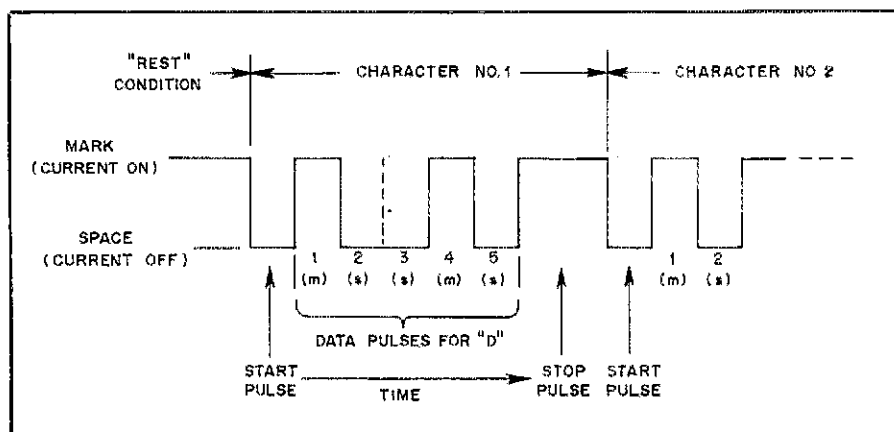 "REST"
CONDITION
CHARACTER NO. 1
CHARACTER NO 2
MARK
(CURRENT ON)
SPACE
(CURRENT OFF)
1 2 3 4 5
(m) (s) (s) (m) (s)
1 2
(m) (s)
DATA PULSES FOR "D"
START
PULSE
TIME
STOP
PULSE
START
PULSE